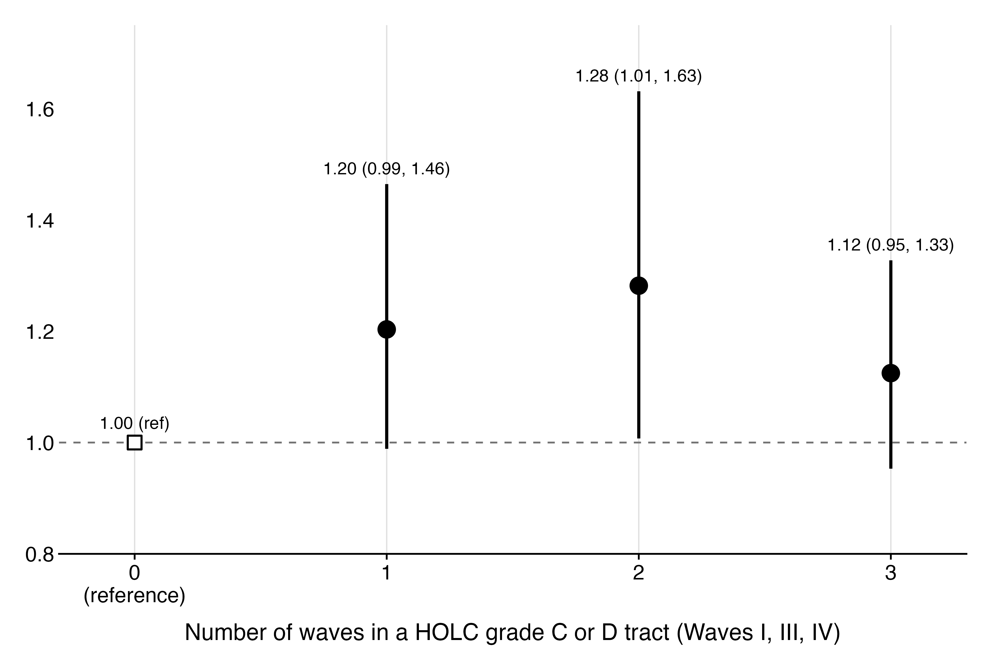 1.28 (1.01, 1.63)
1.6
1.20 (0.99, 1.46)
1.4
1.12 (0.95, 1.33)
1.2
1.00 (ref)
1.0
0.8
0 1 2 3
(reference)
Number of waves in a HOLC grade C or D tract (Waves I, III, IV)